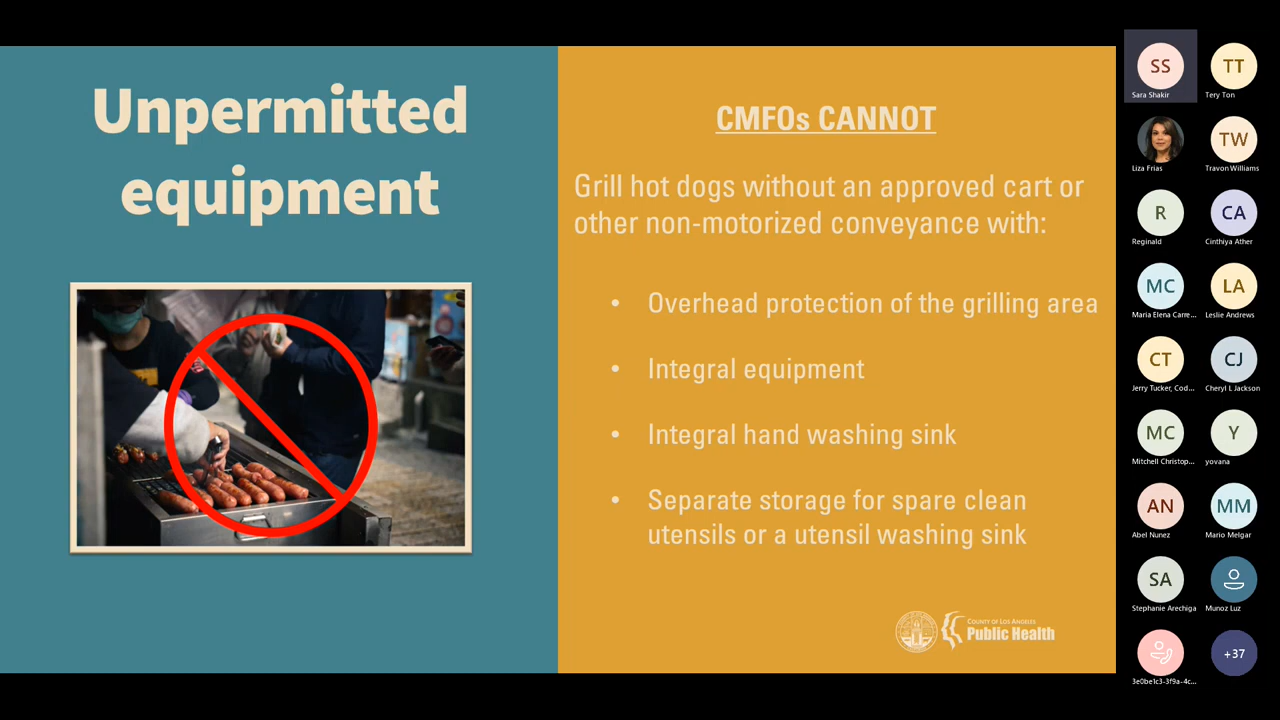 Unpermitted
equipment
CMFOs CANNOT
Grill hot dogs without an approved cart or
other non-motorized conveyance with:
• Overhead protection of the grilling area
• Integral equipment
• Integral hand washing sink
• Separate storage for spare clean
utensils or a utensil washing sink
County of Los Angeles
Public Health
SS
Sara Shakir
TT
Tery Ton
Liza Frias
TW
Travon Williams
R
Reginald
CA
Cinthiya Ather
MC
Maria Elena Carre...
LA
Leslie Andrews
CT
Jerry Tucker, Cod...
CJ
Cheryl L Jackson
MC
Mitchell Christop...
Y
yovana
AN
Abel Nunez
MM
Mario Melgar
SA
Stephanie Arechiga
Munoz Luz
3e0be1c3-3f9a-4c...
+37